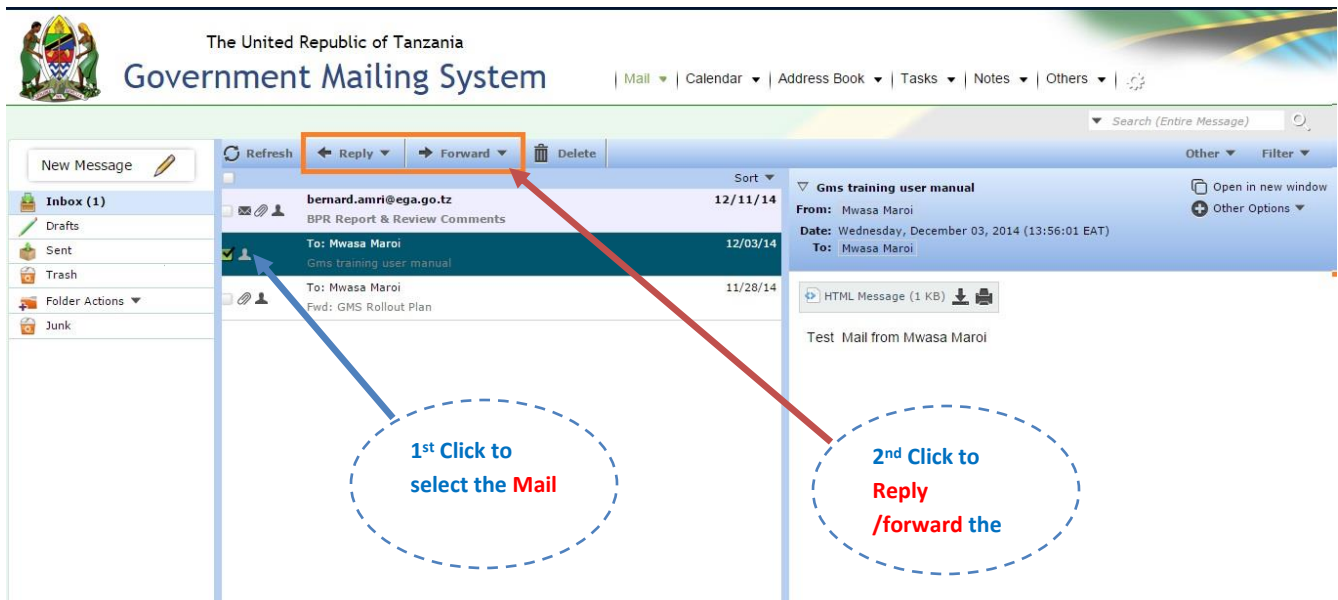 The United Republic of Tanzania
Government Mailing System
Mail Calendar Address Book Tasks Notes Others
Search (Entire Message)
New Message
Refresh Reply Forward Delete
Other Filter
Inbox (1)
Drafts
Sent
Trash
Folder Actions
Junk
Sort
bernard.amri@ega.go.tz 12/11/14
BPR Report & Review Comments
To: Mwasa Maroi 12/03/14
Gms training user manual
To: Mwasa Maroi 11/28/14
Fwd: GMS Rollout Plan
Gms training user manual
Open in new window
From: Mwasa Maroi
Other Options
Date: Wednesday, December 03, 2014 (13:56:01 EAT)
To: Mwasa Maroi
HTML Message (1 KB)
Test Mail from Mwasa Maroi
1st Click to
select the Mail
2nd Click to
Reply
/forward the